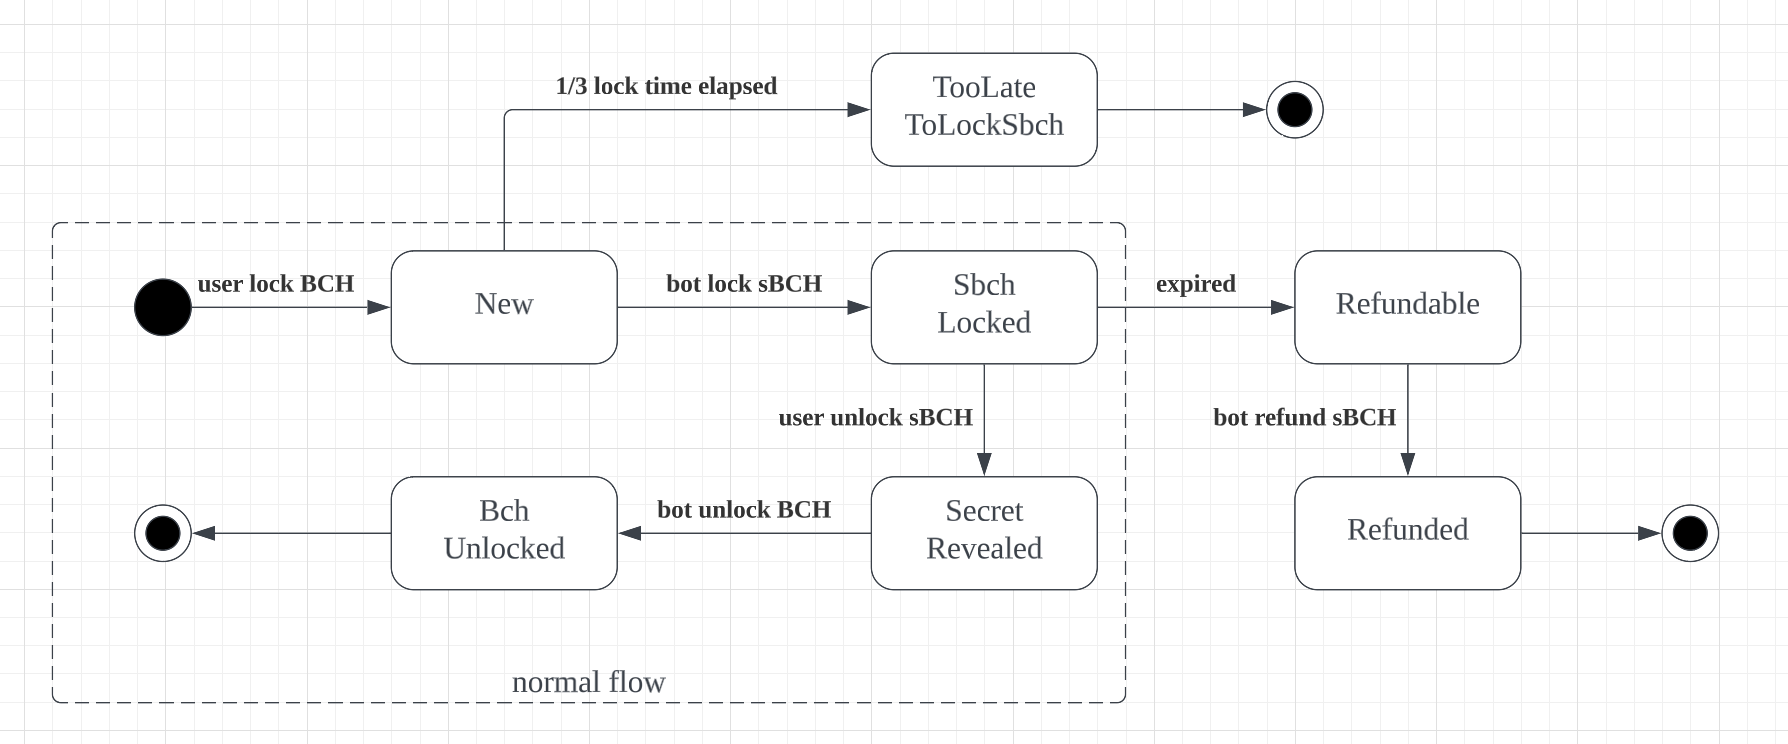 1/3 lock time elapsed
TooLate
ToLockSbch
user lock BCH
New
bot lock sBCH
Sbch
Locked
expired
Refundable
user unlock sBCH
bot refund sBCH
Bch
Unlocked
bot unlock BCH
Secret
Revealed
Refunded
normal flow